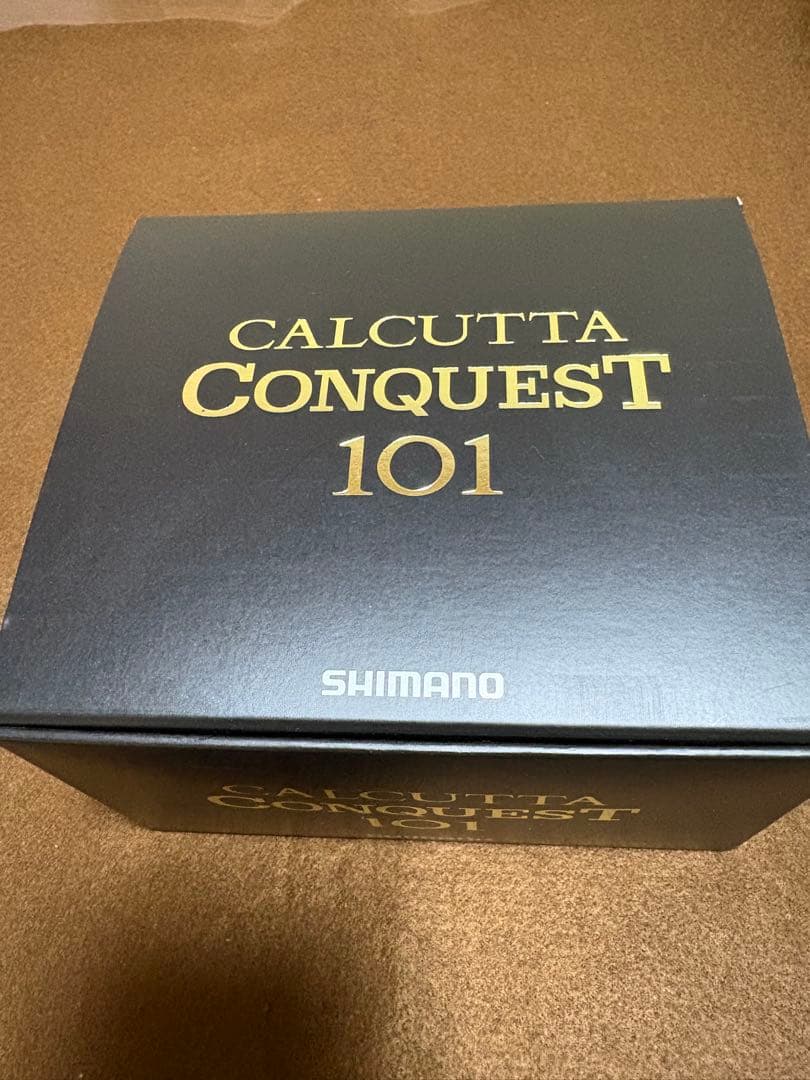 CALCUTTA
CONQUEST
101
SHIMANO
CALCUTTA
CONQUEST
101